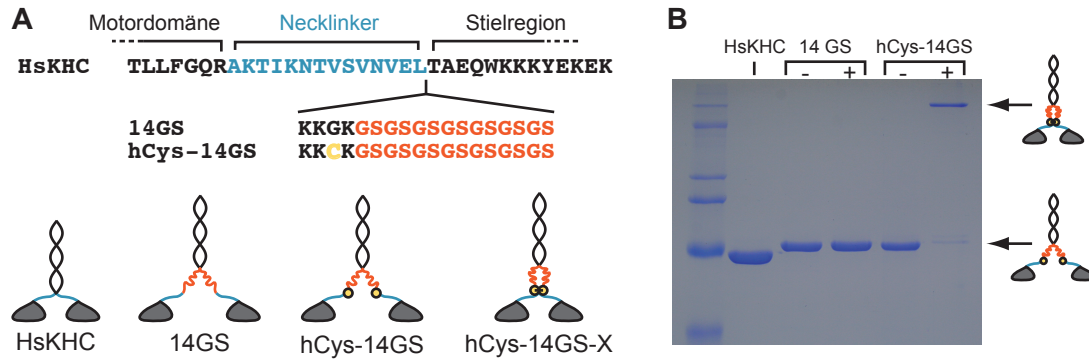 A
Motordomäne Necklinker Stielregion
HsKHC TLLFGQRAKTIKNTVSVNVELTAEQWKKKYEKEK
14GS KKGKGSGSGSGSGSGSGS
hCys-14GS KKCKGSGSGSGSGSGSGS
HsKHC 14GS hCys-14GS hCys-14GS-X
B
HsKHC 14 GS hCys-14GS
- + - +